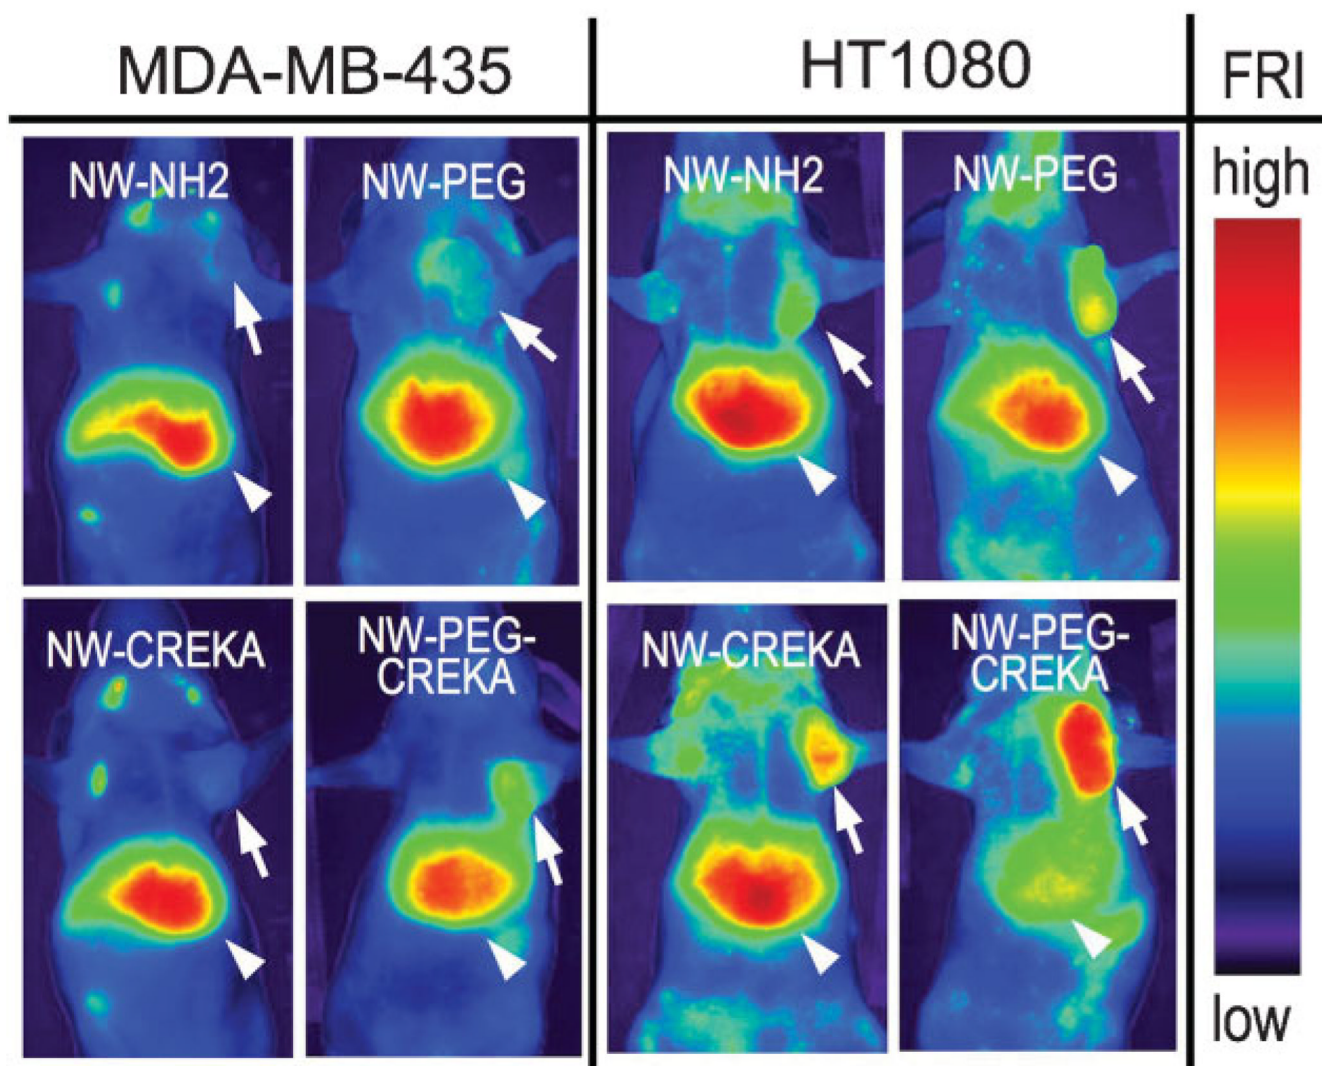 MDA-MB-435
HT1080
FRI
NW-NH2
NW-PEG
NW-NH2
NW-PEG
high
NW-CREKA
NW-PEG-
CREKA
NW-CREKA
NW-PEG-
CREKA
low